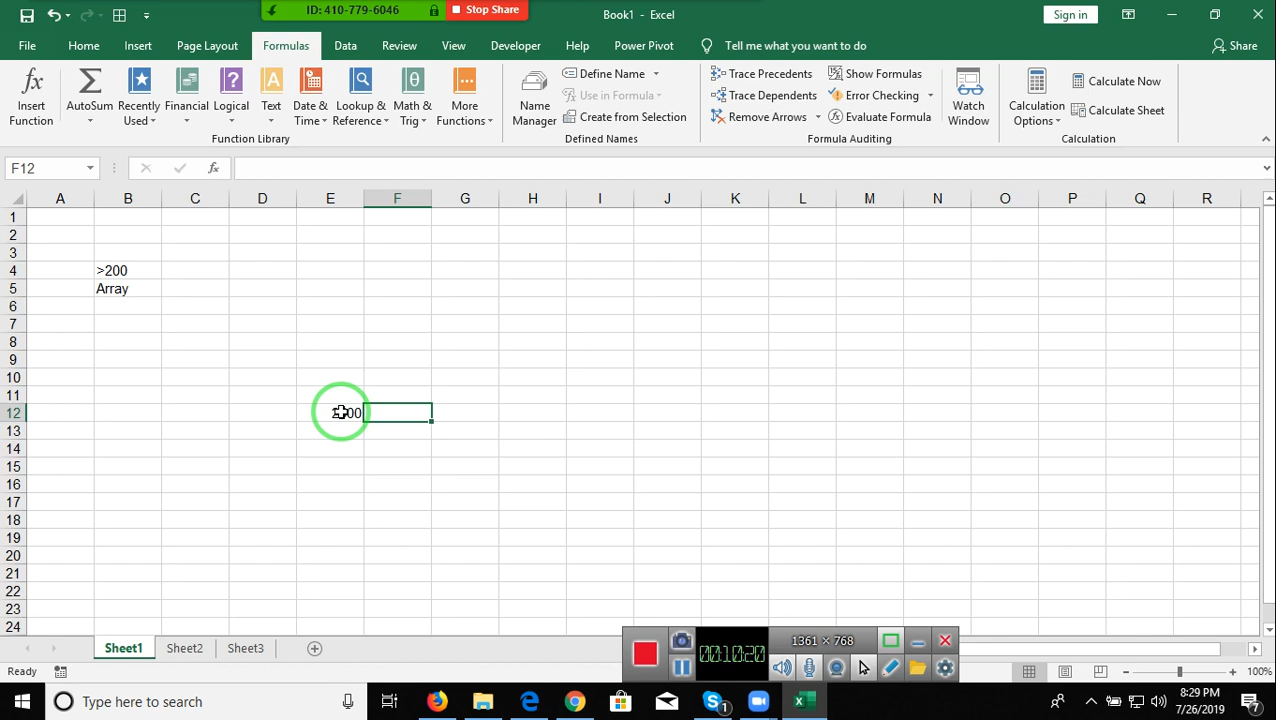 ID: 410-779-6046
Stop Share
Book1 - Excel
Sign in
File
Home
Insert
Page Layout
Formulas
Data
Review
View
Developer
Help
Power Pivot
Tell me what you want to do
Share
Insert Function
AutoSum
Recently Used
Financial
Logical
Text
Date & Time
Lookup & Reference
Math & Trig
More Functions
Function Library
Name Manager
Define Name
Use in Formula
Create from Selection
Defined Names
Trace Precedents
Trace Dependents
Remove Arrows
Show Formulas
Error Checking
Evaluate Formula
Formula Auditing
Watch Window
Calculation Options
Calculate Now
Calculate Sheet
Calculation
F12
fx
A B C D E F G H I J K L M N O P Q R
1
2
3
4 >200
5 Array
6
7
8
9
10
11
12
13
14
15
16
17
18
19
20
21
22
23
24
Sheet1
Sheet2
Sheet3
00:10:20
1361 × 768
Ready
100%
Type here to search
1
8:29 PM
7/26/2019
7